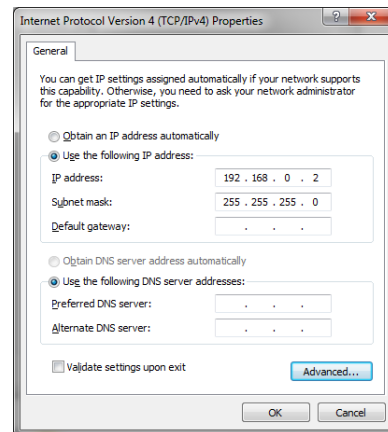 Internet Protocol Version 4 (TCP/IPv4) Properties
General
You can get IP settings assigned automatically if your network supports
this capability. Otherwise, you need to ask your network administrator
for the appropriate IP settings.
Obtain an IP address automatically
Use the following IP address:
IP address: 192 . 168 . 0 . 2
Subnet mask: 255 . 255 . 255 . 0
Default gateway: . . .
Obtain DNS server address automatically
Use the following DNS server addresses:
Preferred DNS server: . . .
Alternate DNS server: . . .
Validate settings upon exit
Advanced...
OK Cancel